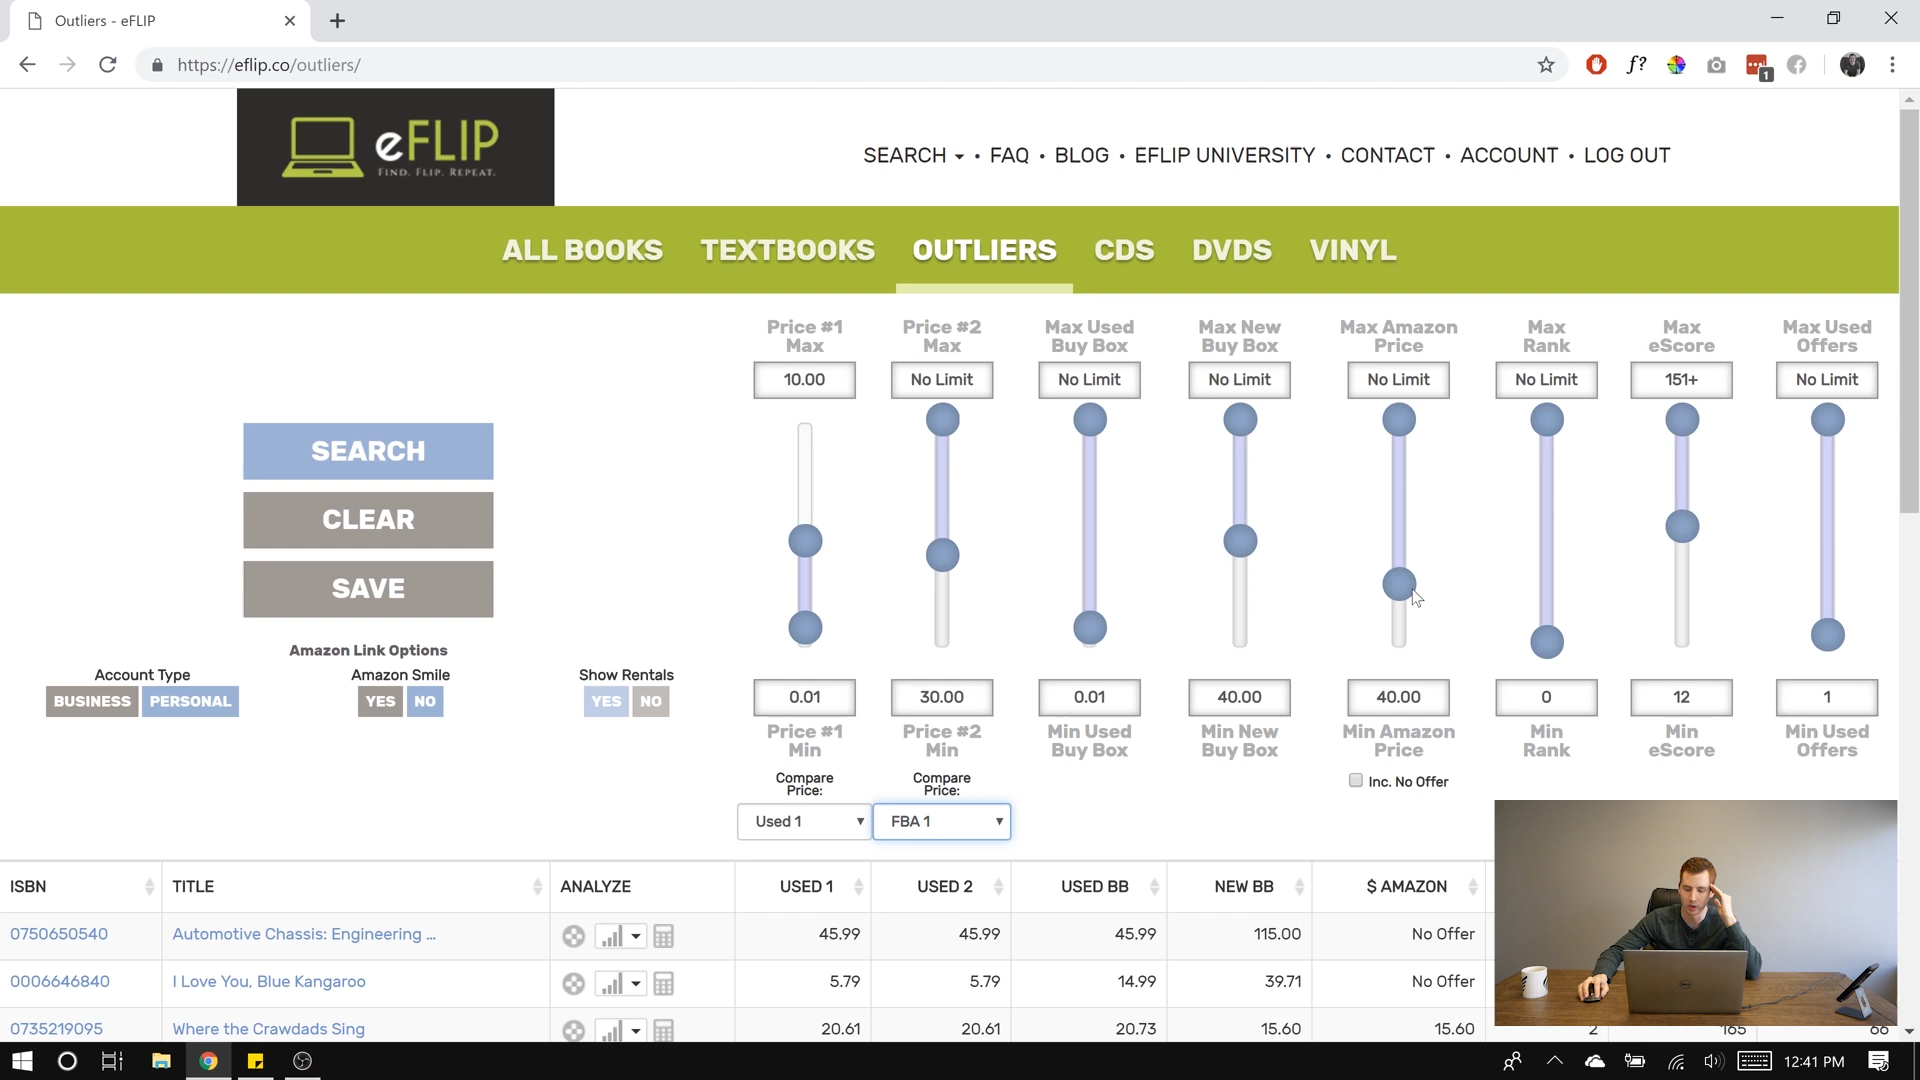 Outliers - eFLIP
https://eflip.co/outliers/
f?
1
eFLIP
FIND. FLIP. REPEAT.
SEARCH • FAQ • BLOG • EFLIP UNIVERSITY • CONTACT • ACCOUNT • LOG OUT
ALL BOOKS TEXTBOOKS OUTLIERS CDS DVDS VINYL
Price #1 Max Price #2 Max Max Used Buy Box Max New Buy Box Max Amazon Price Max Rank Max eScore Max Used Offers
10.00 No Limit No Limit No Limit No Limit No Limit 151+ No Limit
SEARCH
CLEAR
SAVE
Amazon Link Options
Account Type Amazon Smile Show Rentals
BUSINESS PERSONAL YES NO YES NO
0.01 30.00 0.01 40.00 40.00 0 12 1
Price #1 Min Price #2 Min Min Used Buy Box Min New Buy Box Min Amazon Price Min Rank Min eScore Min Used Offers
Compare Price: Compare Price: Inc. No Offer
Used 1 FBA 1
ISBN TITLE ANALYZE USED 1 USED 2 USED BB NEW BB $ AMAZON
0750650540 Automotive Chassis: Engineering ... 45.99 45.99 45.99 115.00 No Offer
0006646840 I Love You, Blue Kangaroo 5.79 5.79 14.99 39.71 No Offer
0735219095 Where the Crawdads Sing 20.61 20.61 20.73 15.60 15.60 2 165 66
12:41 PM